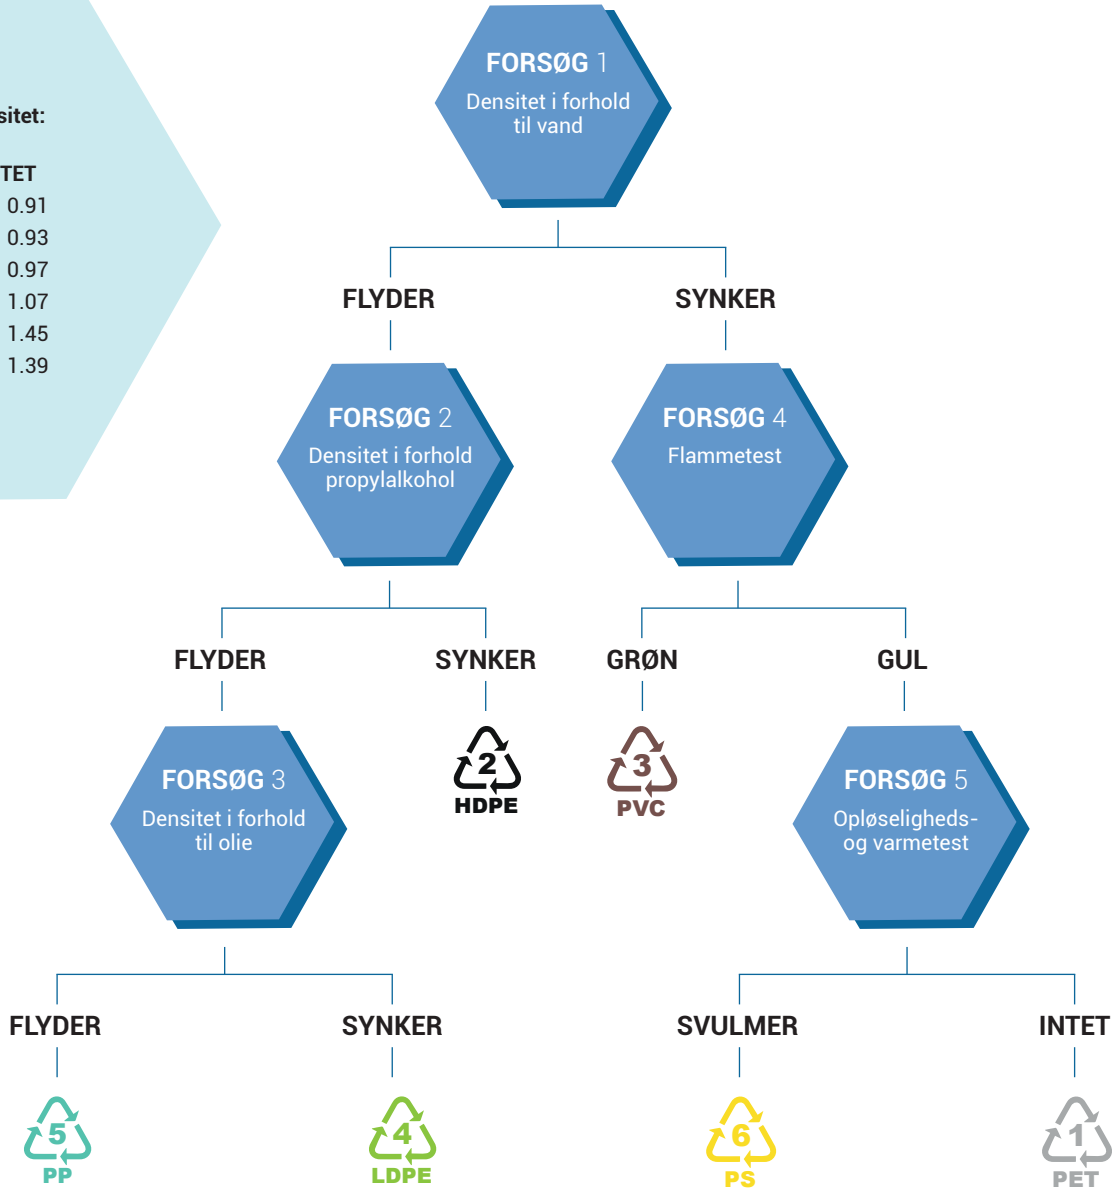 sitet:
TET
0.91
0.93
0.97
1.07
1.45
1.39
FORSØG 1
Densitet i forhold
til vand
FLYDER
SYNKER
FORSØG 2
Densitet i forhold
propylalkohol
FORSØG 4
Flammetest
FLYDER
SYNKER
GRØN
GUL
2
HDPE
3
PVC
FORSØG 3
Densitet i forhold
til olie
FORSØG 5
Opløseligheds-
og varmetest
FLYDER
SYNKER
SVULMER
INTET
5
PP
4
LDPE
6
PS
1
PET